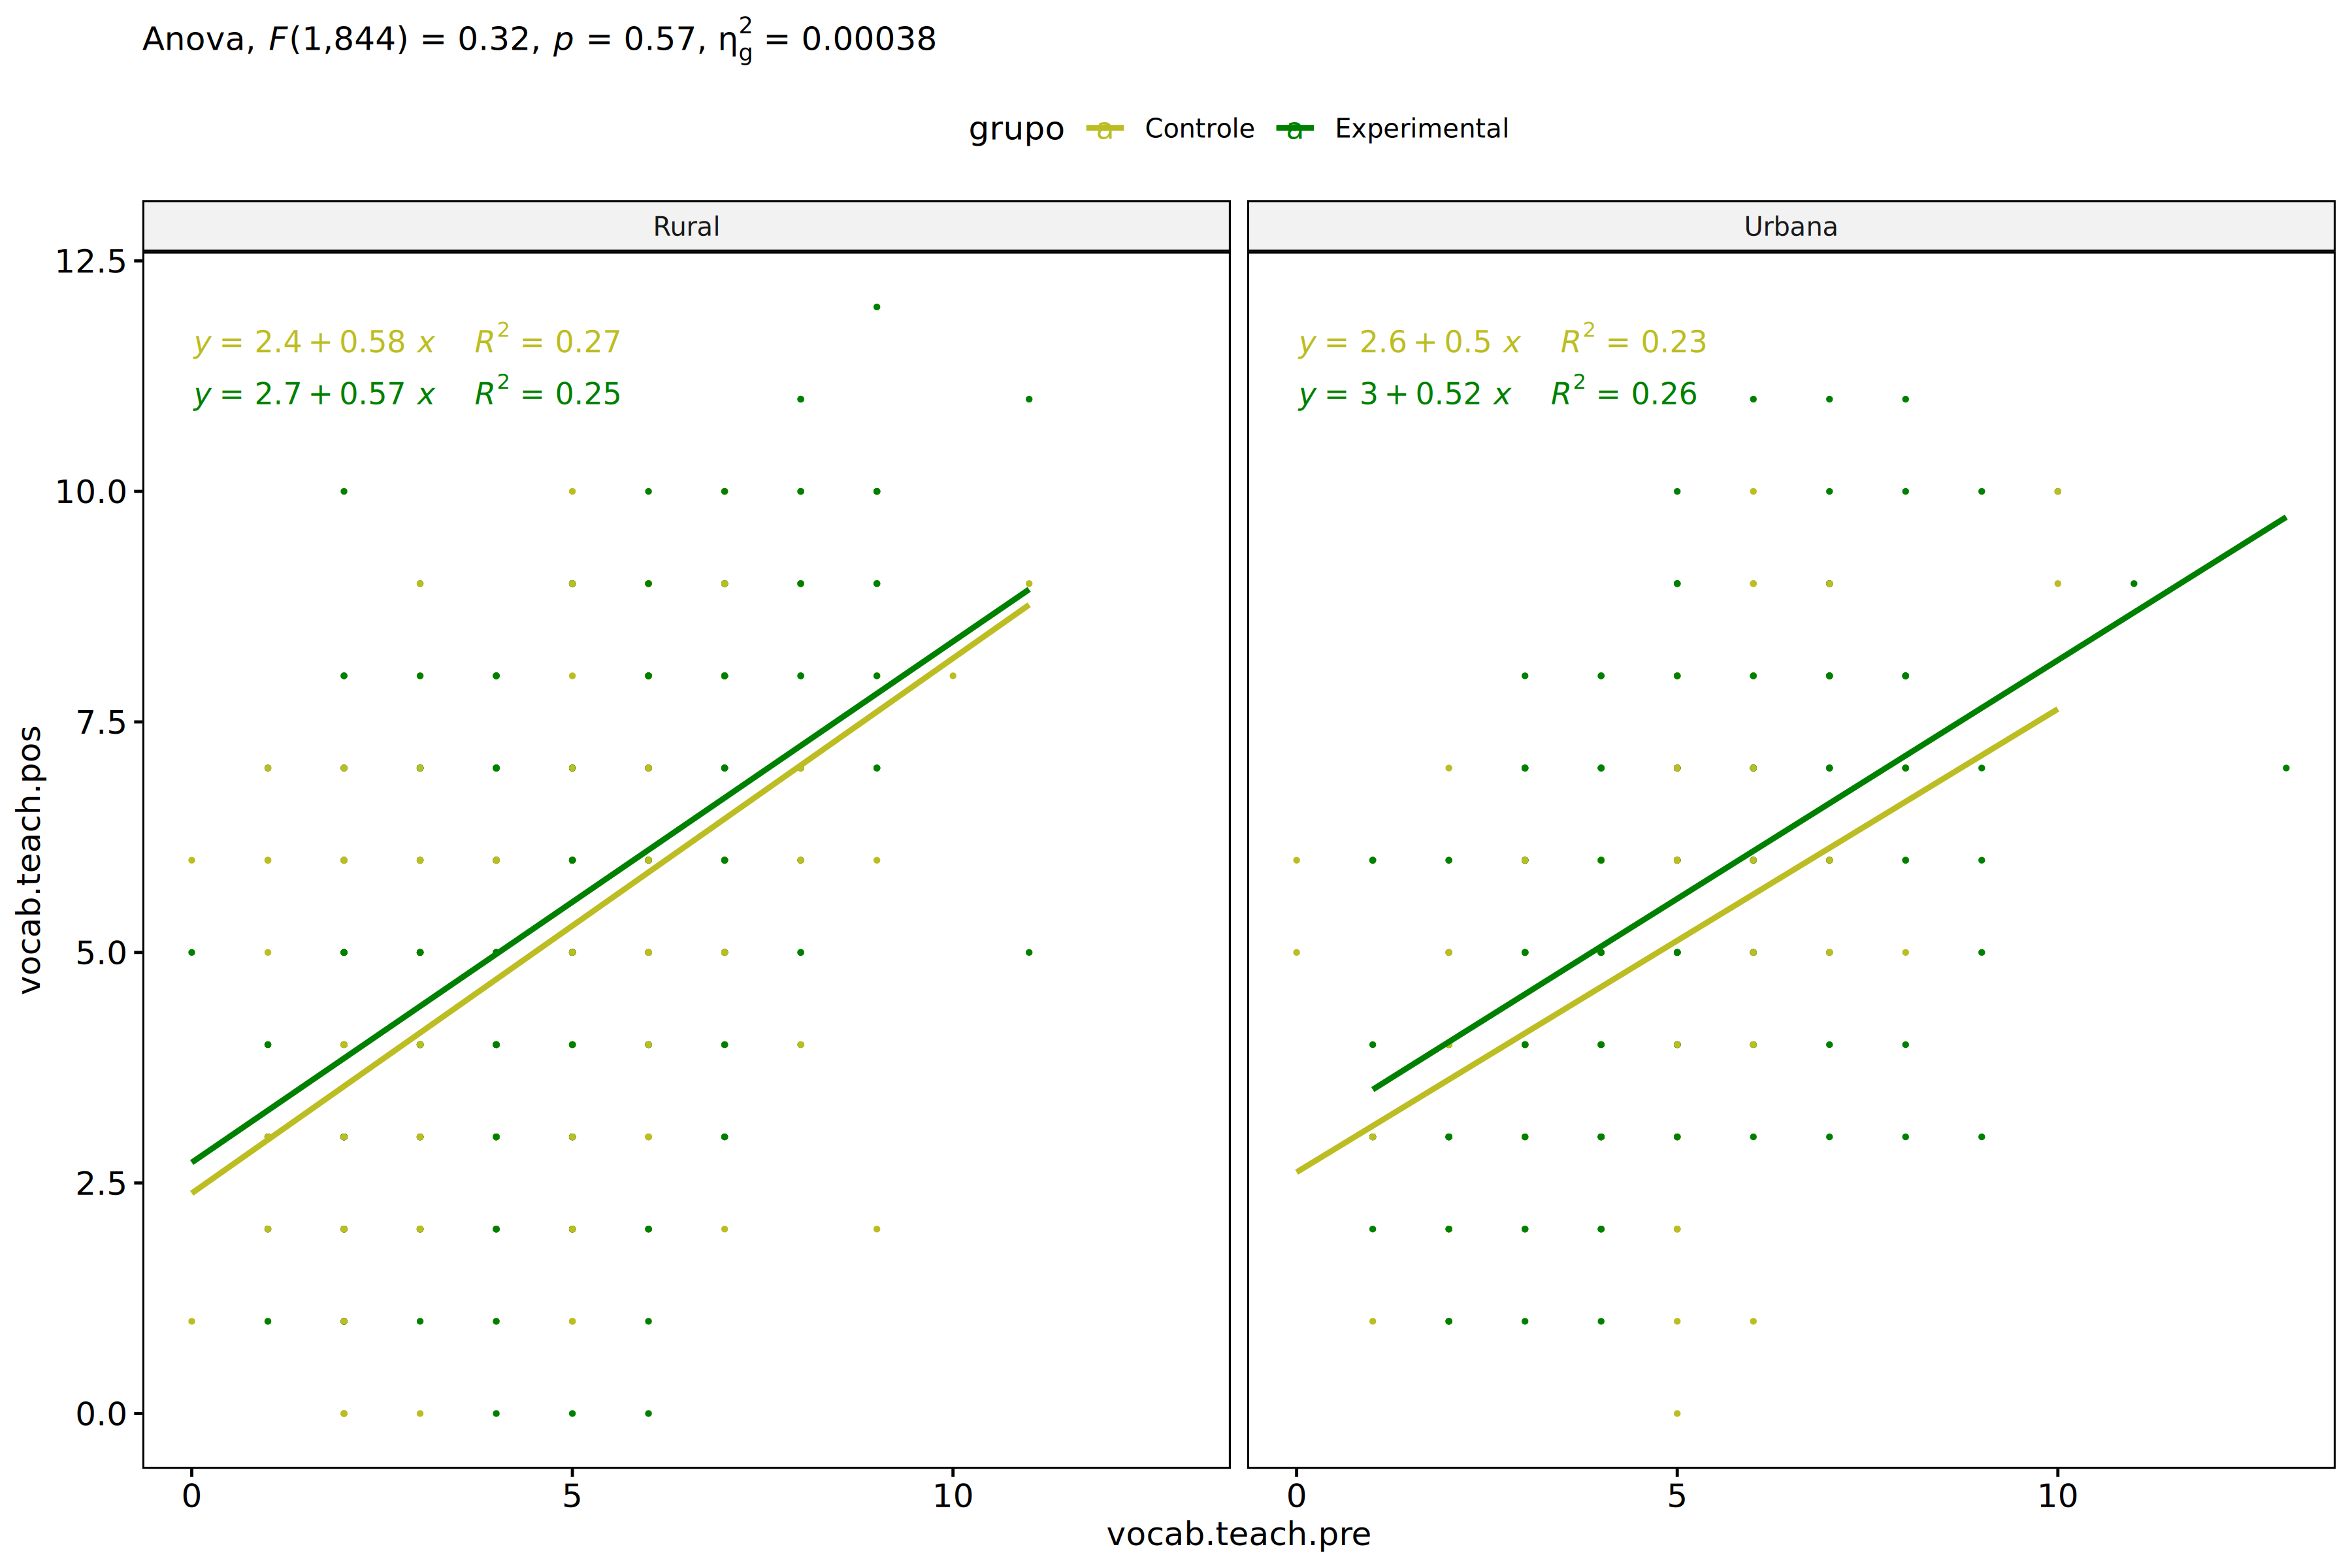 Anova, F(1,844) = 0.32, p = 0.57, η²g = 0.00038
grupo a Controle a Experimental
Rural
Urbana
y = 2.4 + 0.58 x R² = 0.27
y = 2.7 + 0.57 x R² = 0.25
y = 2.6 + 0.5 x R² = 0.23
y = 3 + 0.52 x R² = 0.26
12.5
10.0
7.5
5.0
2.5
0.0
vocab.teach.pos
0 5 10
0 5 10
vocab.teach.pre